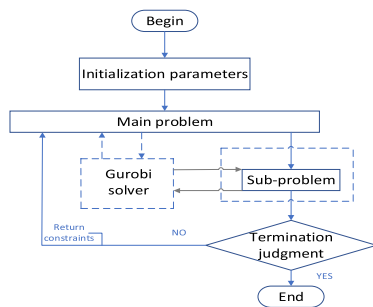 Begin
Initialization parameters
Main problem
Gurobi
solver
Sub-problem
Return
constraints
NO
Termination
judgment
YES
End